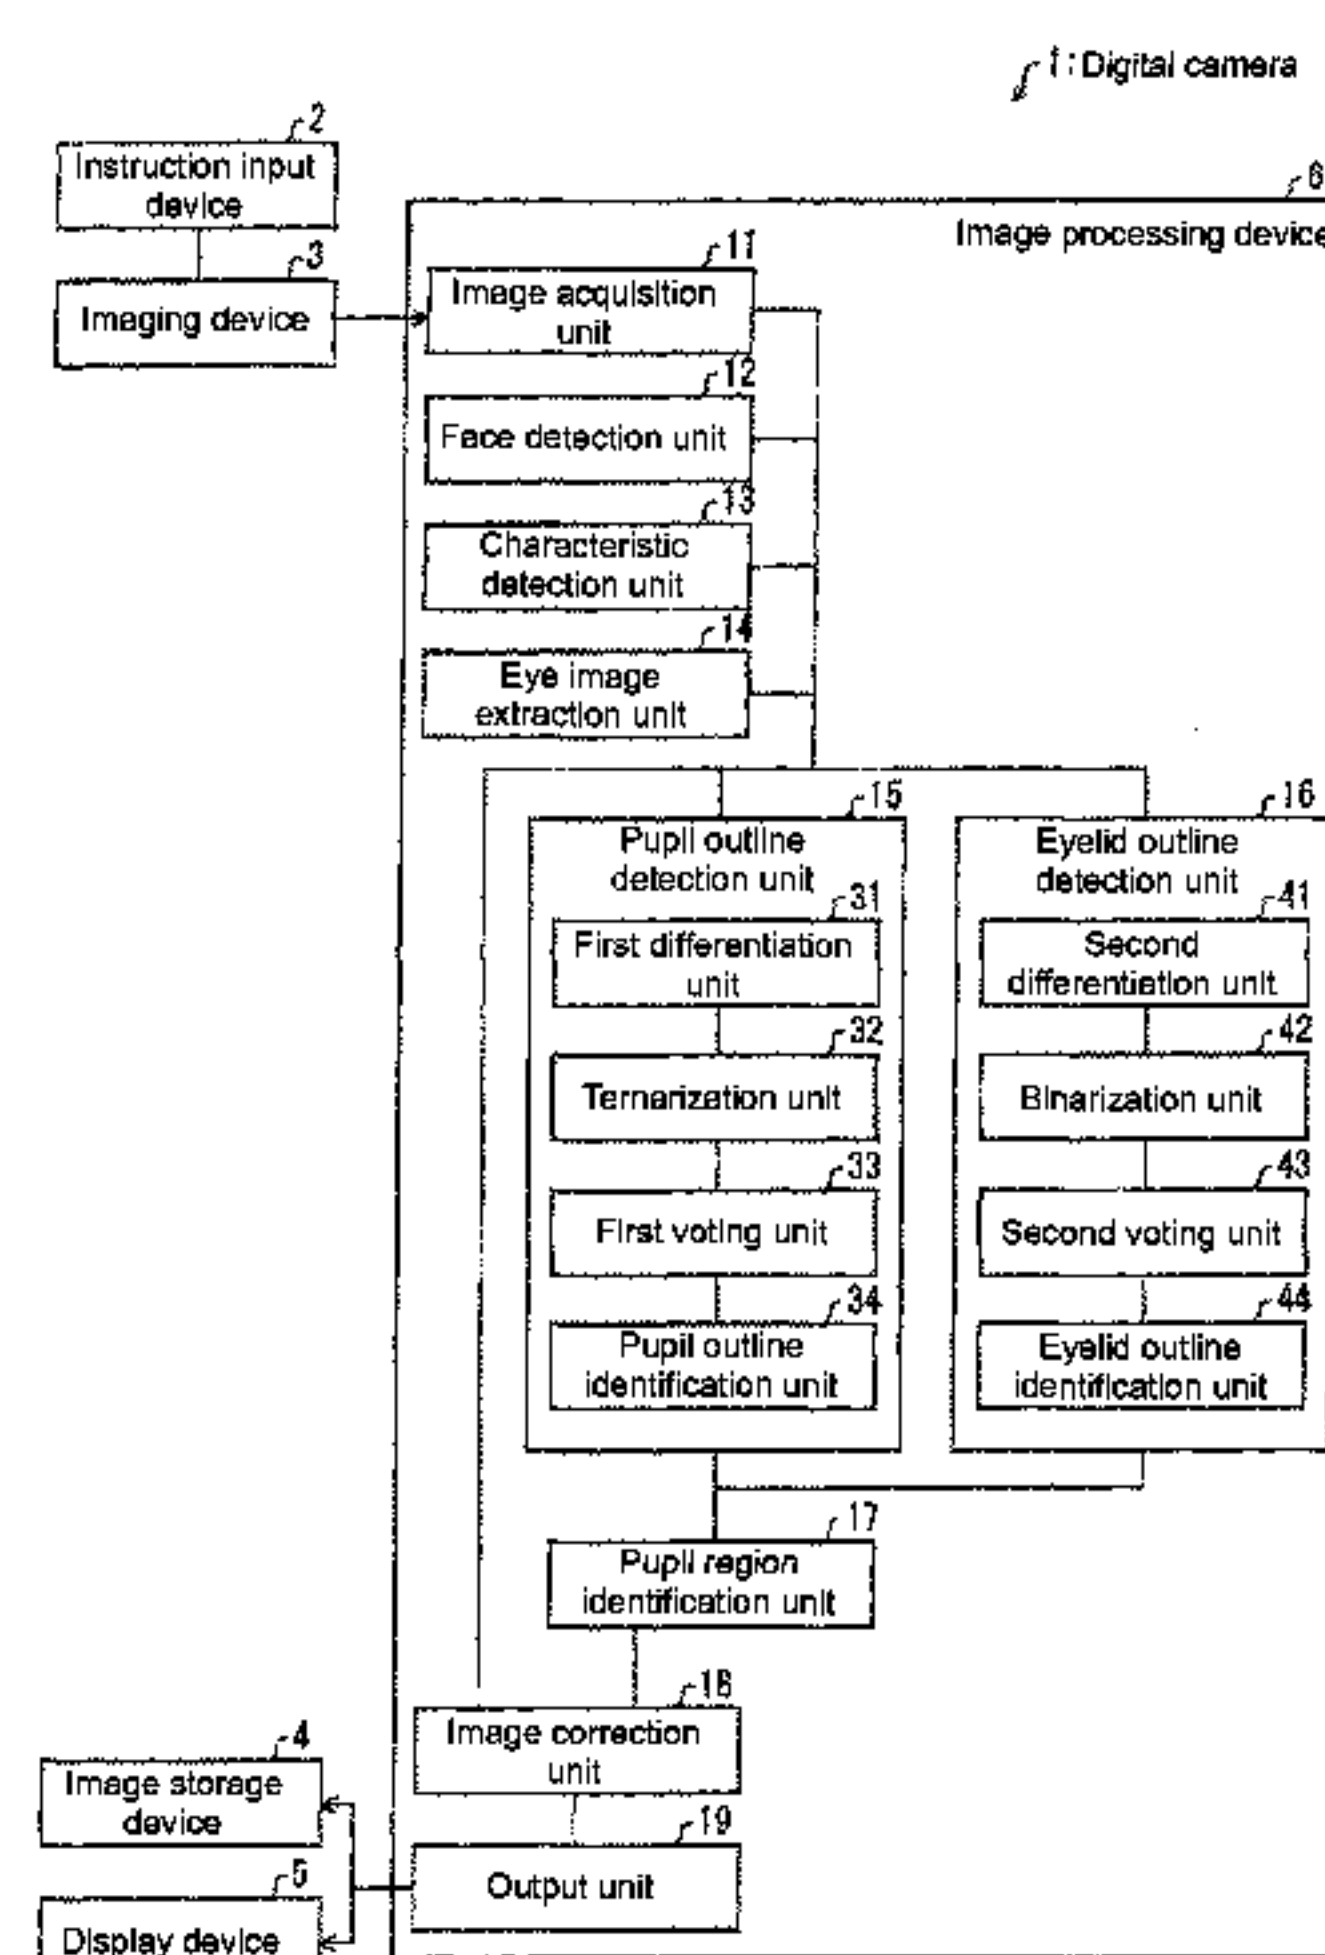 1:Digital camera
2
Instruction input
device
6
Image processing device
3
Imaging device
11
Image acquisition
unit
12
Face detection unit
13
Characteristic
detection unit
14
Eye image
extraction unit
15
Pupil outline
detection unit
16
Eyelid outline
detection unit
31
First differentiation
unit
41
Second
differentiation unit
32
Ternarization unit
42
Binarization unit
33
First voting unit
43
Second voting unit
34
Pupil outline
identification unit
44
Eyelid outline
identification unit
17
Pupil region
identification unit
18
Image correction
unit
4
Image storage
device
19
Output unit
5
Display device